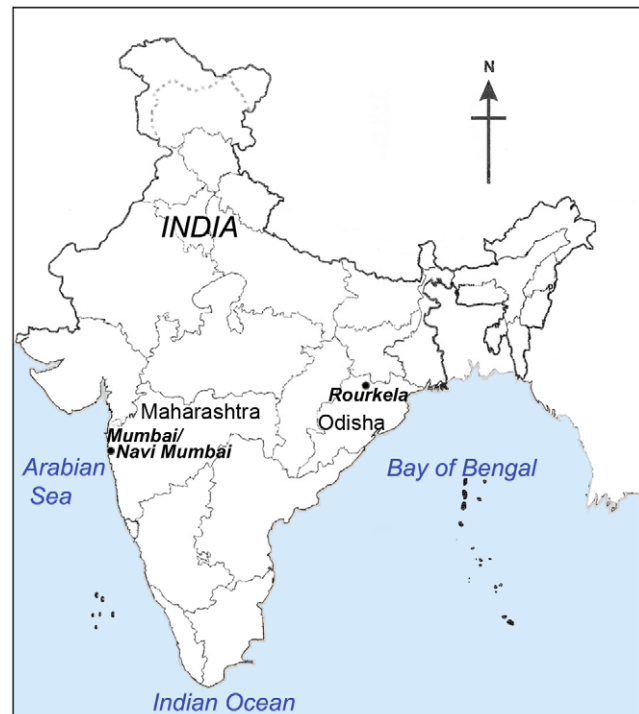 N
INDIA
Rourkela
Maharashtra
Odisha
Mumbai/
Navi Mumbai
Arabian
Sea
Bay of Bengal
Indian Ocean